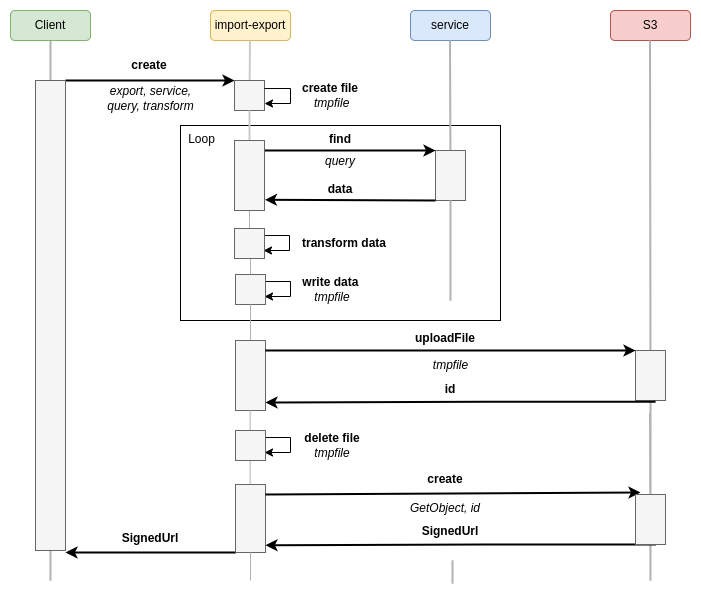 Client
import-export
service
S3
create
export, service,
query, transform
create file
tmpfile
Loop
find
query
data
transform data
write data
tmpfile
uploadFile
tmpfile
id
delete file
tmpfile
create
GetObject, id
SignedUrl
SignedUrl